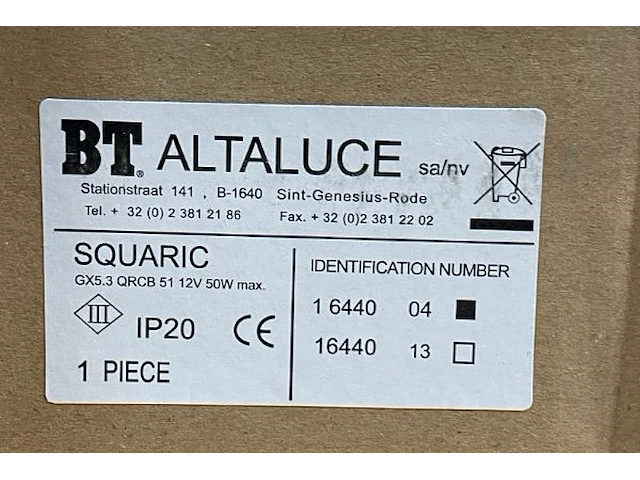 BT® ALTALUCE sa/nv
Stationstraat 141 , B-1640 Sint-Genesius-Rode
Tel. + 32 (0) 2 381 21 86 Fax. + 32 (0)2 381 22 02
SQUARIC
GX5.3 QRCB 51 12V 50W max.
III IP20 CE
1 PIECE
IDENTIFICATION NUMBER
1 6440 04
16440 13